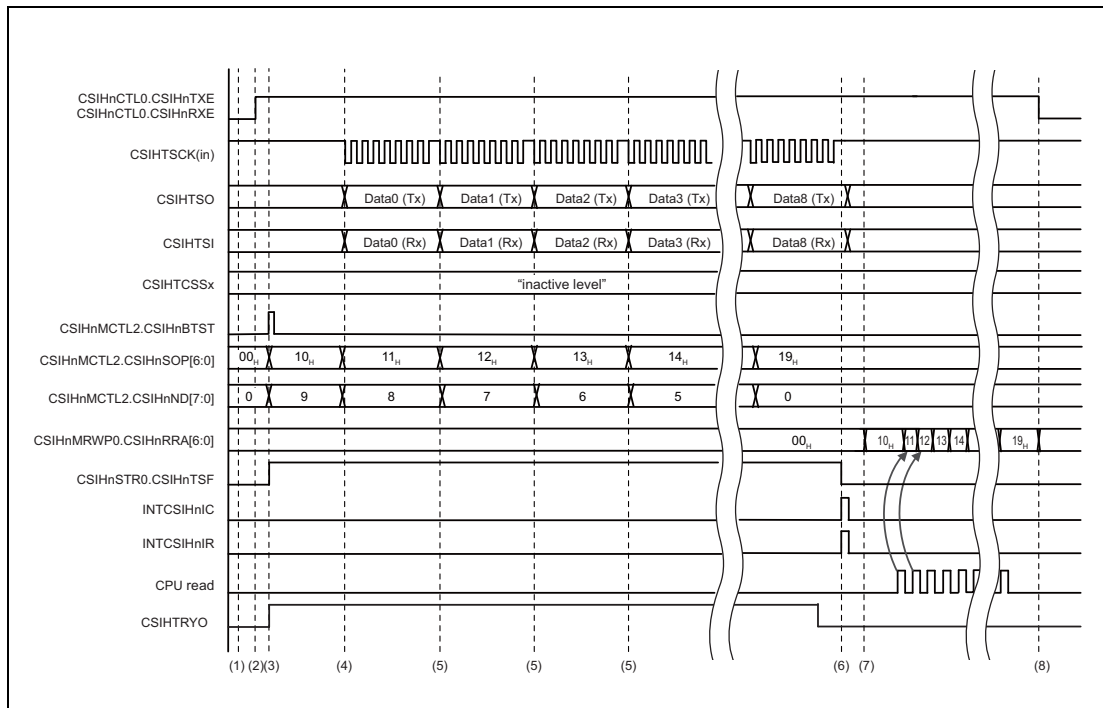 CSIHnCTL0.CSIHnTXE
CSIHnCTL0.CSIHnRXE
CSIHTSCK(in)
CSIHTSO Data0 (Tx) Data1 (Tx) Data2 (Tx) Data3 (Tx) Data8 (Tx)
CSIHTSI Data0 (Rx) Data1 (Rx) Data2 (Rx) Data3 (Rx) Data8 (Rx)
CSIHTCSSx “inactive level”
CSIHnMCTL2.CSIHnBTST
CSIHnMCTL2.CSIHnSOP[6:0] 00H 10H 11H 12H 13H 14H 19H
CSIHnMCTL2.CSIHnND[7:0] 0 9 8 7 6 5 0
CSIHnMRWP0.CSIHnRRA[6:0] 00H 10H 11 12 13 14 19H
CSIHnSTR0.CSIHnTSF
INTCSIHnIC
INTCSIHnIR
CPU read
CSIHTRYO
(1) (2)(3) (4) (5) (5) (5) (6) (7) (8)